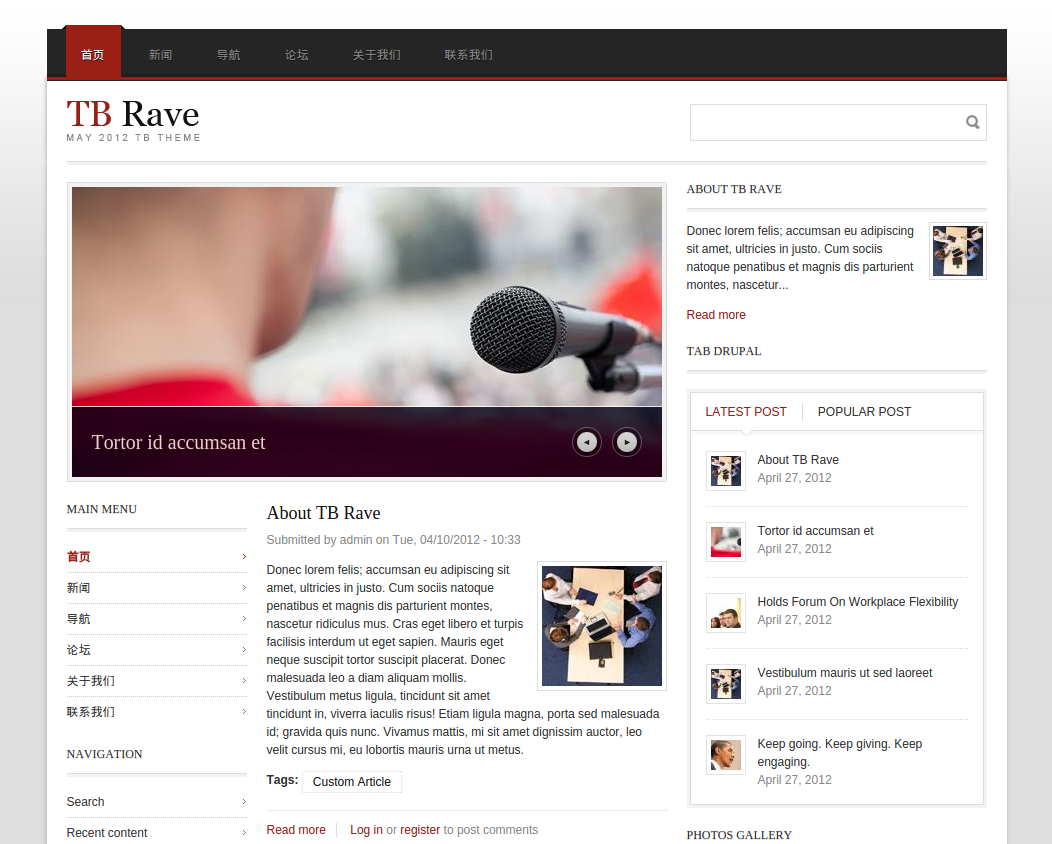 首页 新闻 导航 论坛 关于我们 联系我们
TB Rave
MAY 2012 TB THEME
Tortor id accumsan et
MAIN MENU
首页
新闻
导航
论坛
关于我们
联系我们
NAVIGATION
Search
Recent content
About TB Rave
Submitted by admin on Tue, 04/10/2012 - 10:33
Donec lorem felis; accumsan eu adipiscing sit
amet, ultricies in justo. Cum sociis natoque
penatibus et magnis dis parturient montes,
nascetur ridiculus mus. Cras eget libero et turpis
facilisis interdum ut eget sapien. Mauris eget
neque suscipit tortor suscipit placerat. Donec
malesuada leo a diam aliquam mollis.
Vestibulum metus ligula, tincidunt sit amet
tincidunt in, viverra iaculis risus! Etiam ligula magna, porta sed malesuada
id; gravida quis nunc. Vivamus mattis, mi sit amet dignissim auctor, leo
velit cursus mi, eu lobortis mauris urna ut metus.
Tags: Custom Article
Read more Log in or register to post comments
ABOUT TB RAVE
Donec lorem felis; accumsan eu adipiscing
sit amet, ultricies in justo. Cum sociis
natoque penatibus et magnis dis parturient
montes, nascetur...
Read more
TAB DRUPAL
LATEST POST POPULAR POST
About TB Rave
April 27, 2012
Tortor id accumsan et
April 27, 2012
Holds Forum On Workplace Flexibility
April 27, 2012
Vestibulum mauris ut sed laoreet
April 27, 2012
Keep going. Keep giving. Keep
engaging.
April 27, 2012
PHOTOS GALLERY